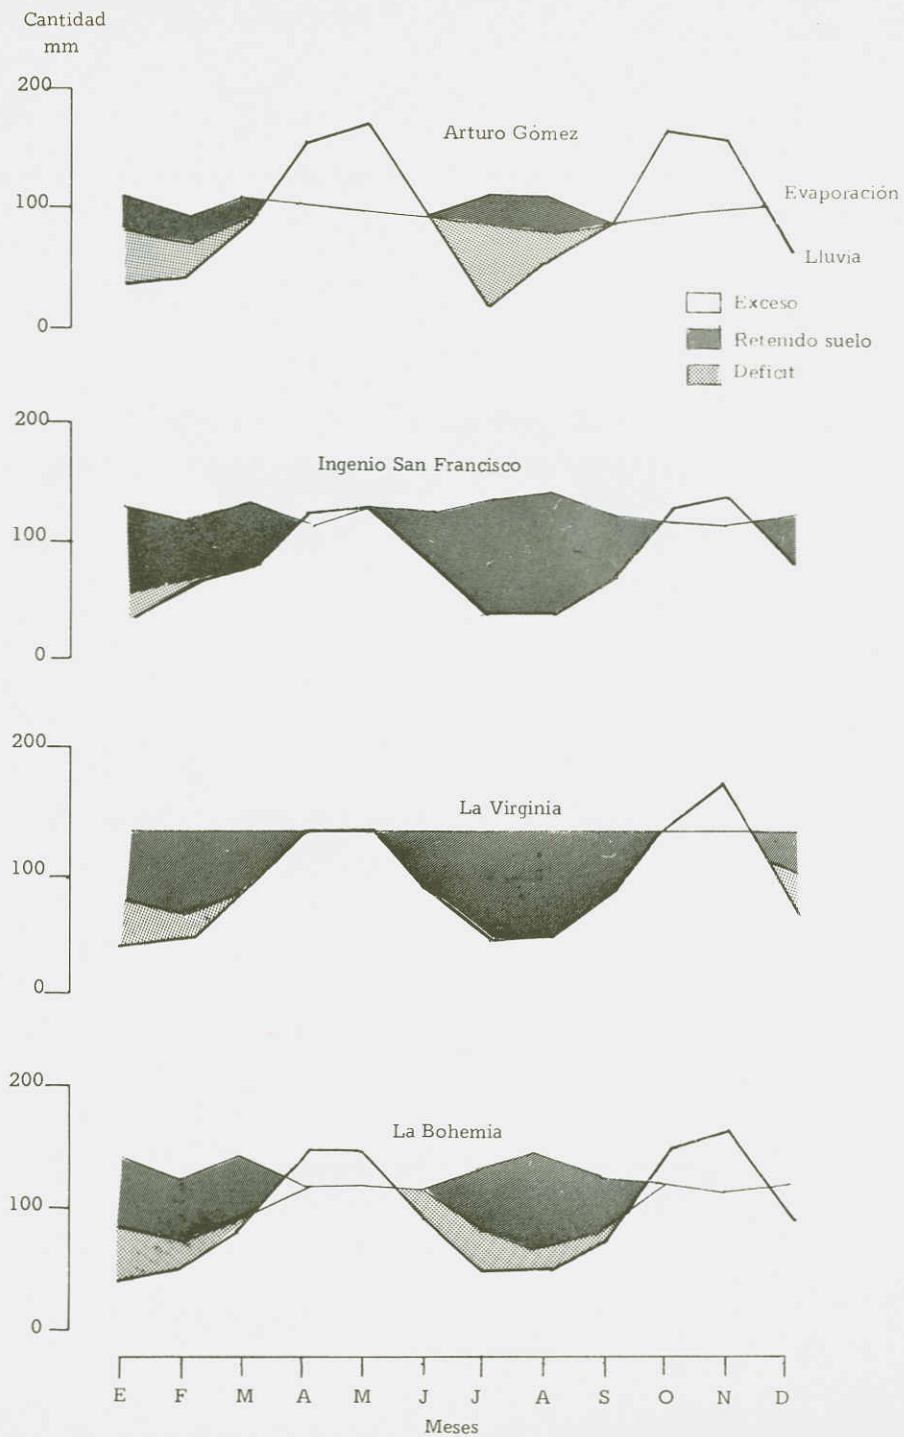 Cantidad
mm
200
Arturo Gómez
100
Evaporación
Lluvia
0
Exceso
Retenido suelo
Deficit
200
Ingenio San Francisco
100
0
200
La Virginia
100
0
200
La Bohemia
100
0
E F M A M J J A S O N D
Meses